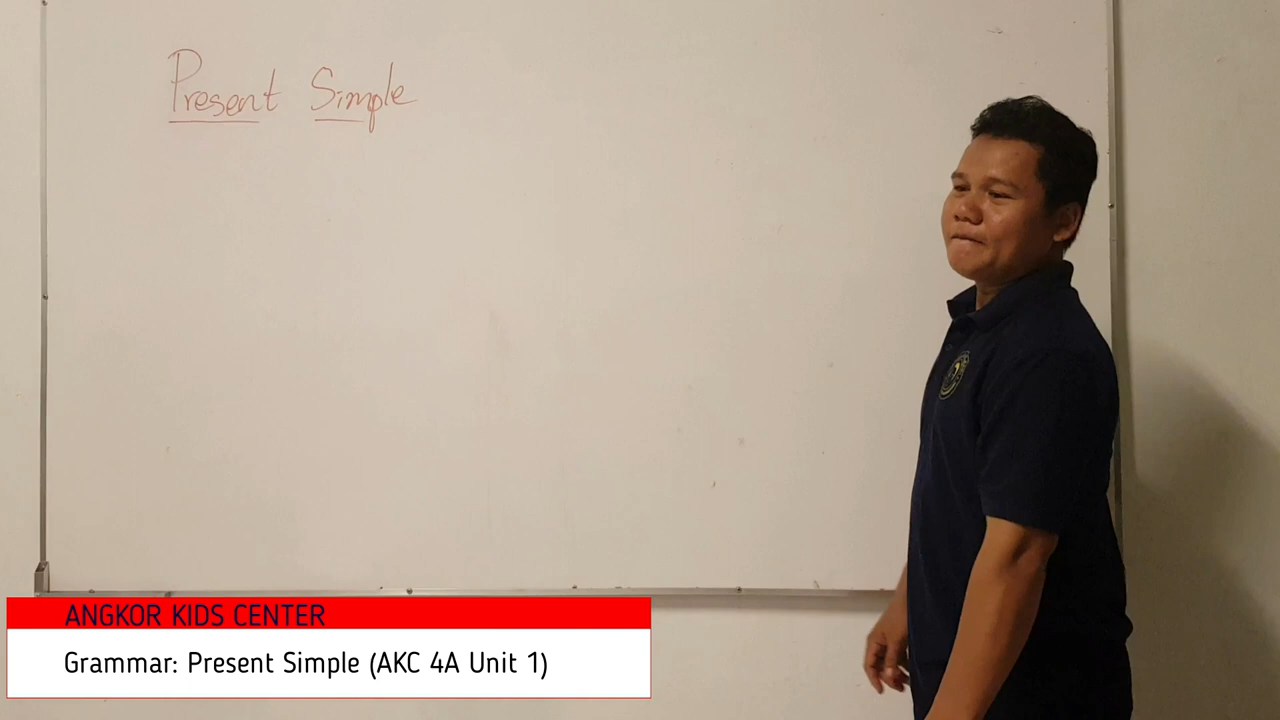 Present Simple
ANGKOR KIDS CENTER
Grammar: Present Simple (AKC 4A Unit 1)